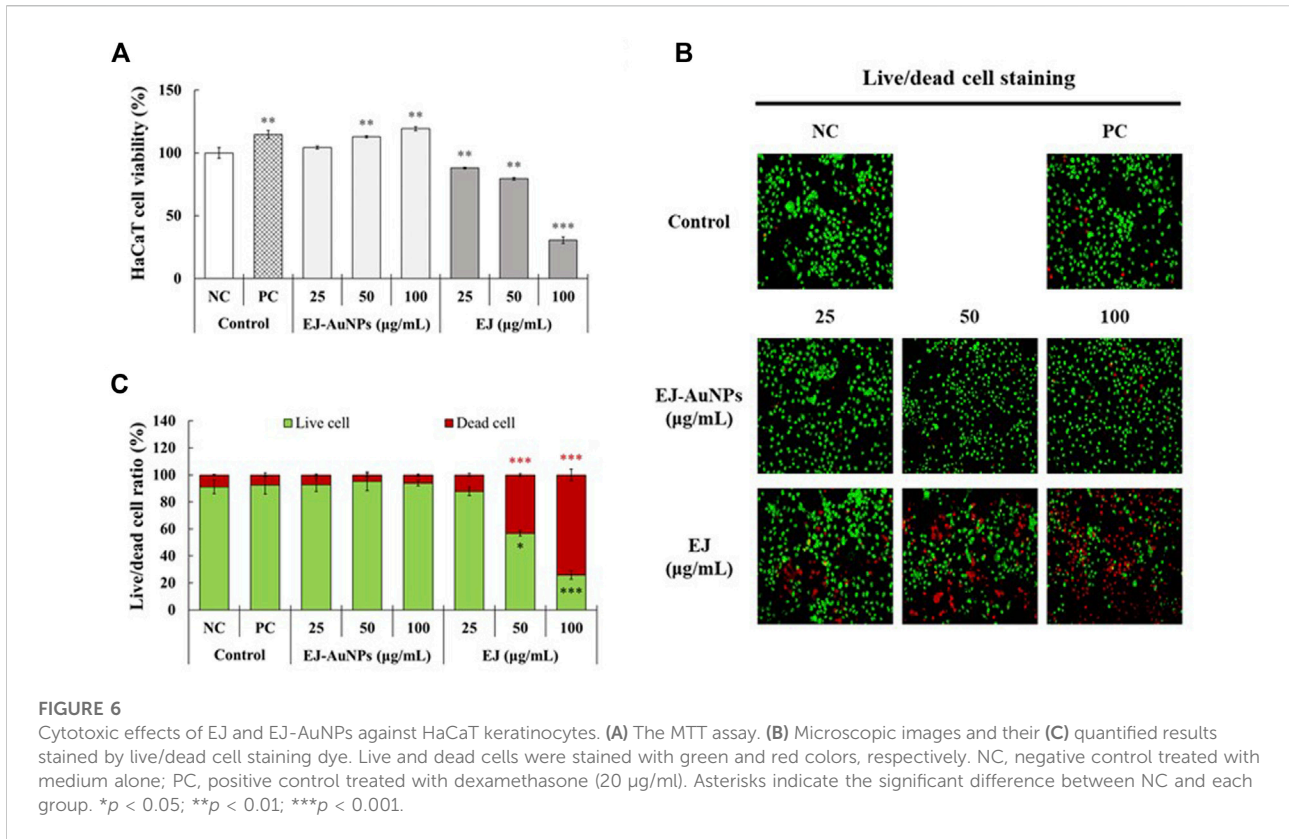 A
HaCaT cell viability (%)
150
100
50
0
**
**
**
**
**
***
NC PC 25 50 100 25 50 100
Control EJ-AuNPs (µg/mL) EJ (µg/mL)
B
Live/dead cell staining
NC PC
Control
25 50 100
EJ-AuNPs
(µg/mL)
EJ
(µg/mL)
C
Live/dead cell ratio (%)
140
120
100
80
60
40
20
0
Live cell Dead cell
*** ***
*
***
NC PC 25 50 100 25 50 100
Control EJ-AuNPs (µg/mL) EJ (µg/mL)
FIGURE 6
Cytotoxic effects of EJ and EJ-AuNPs against HaCaT keratinocytes. (A) The MTT assay. (B) Microscopic images and their (C) quantified results
stained by live/dead cell staining dye. Live and dead cells were stained with green and red colors, respectively. NC, negative control treated with
medium alone; PC, positive control treated with dexamethasone (20 µg/ml). Asterisks indicate the significant difference between NC and each
group. *p < 0.05; **p < 0.01; ***p < 0.001.